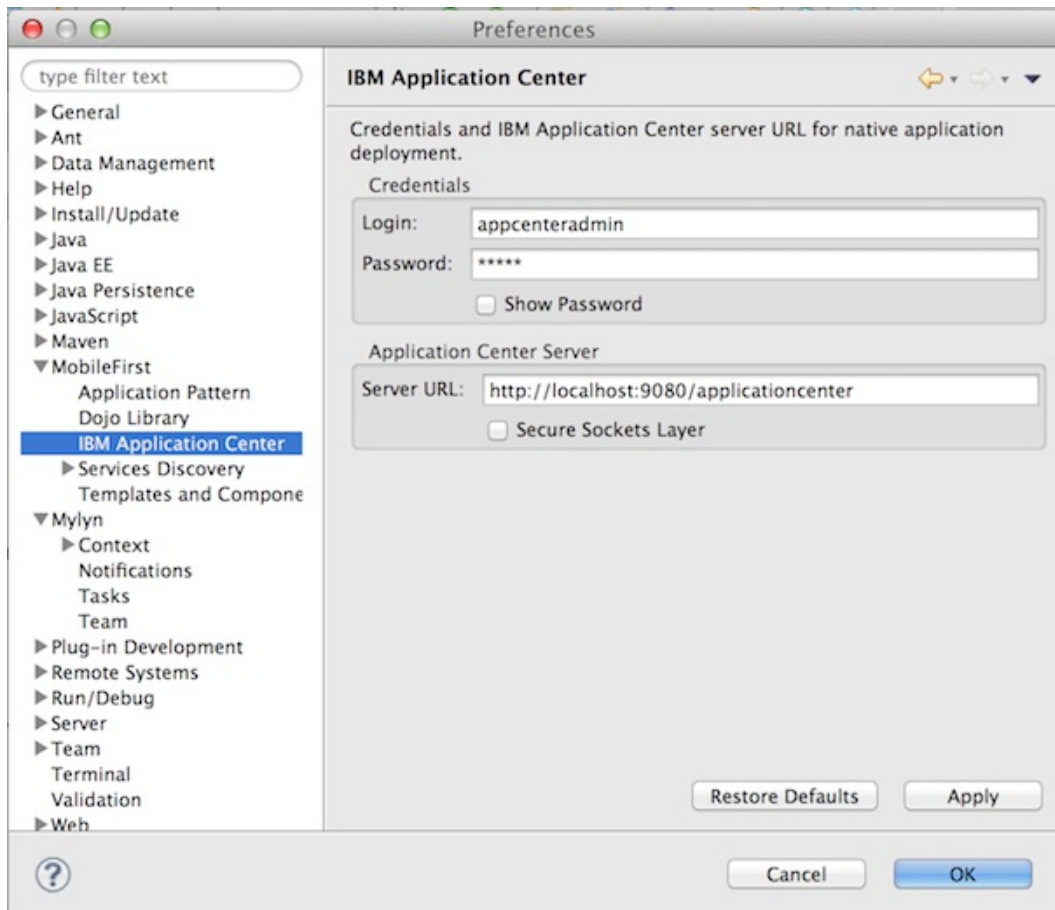 Preferences
type filter text
General
Ant
Data Management
Help
Install/Update
Java
Java EE
Java Persistence
JavaScript
Maven
MobileFirst
Application Pattern
Dojo Library
IBM Application Center
Services Discovery
Templates and Compone
Mylyn
Context
Notifications
Tasks
Team
Plug-in Development
Remote Systems
Run/Debug
Server
Team
Terminal
Validation
Web
IBM Application Center
Credentials and IBM Application Center server URL for native application
deployment.
Credentials
Login: appcenteradmin
Password: *****
Show Password
Application Center Server
Server URL: http://localhost:9080/applicationcenter
Secure Sockets Layer
Restore Defaults Apply
? Cancel OK